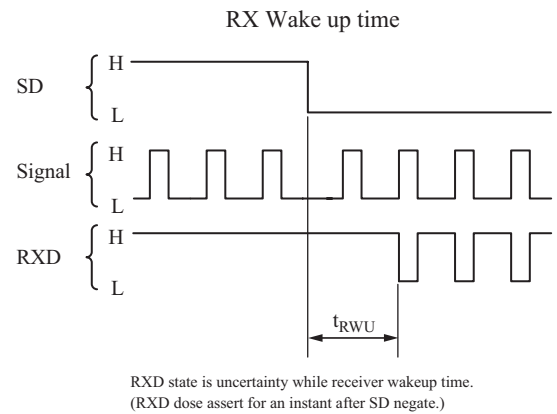 RX Wake up time
SD
H
L
Signal
H
L
RXD
H
L
tRWU
RXD state is uncertainty while receiver wakeup time.
(RXD dose assert for an instant after SD negate.)